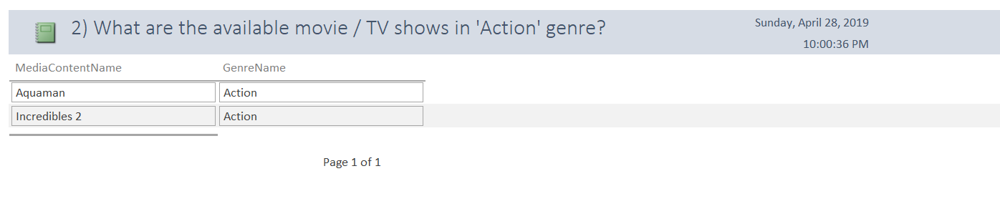 2) What are the available movie / TV shows in 'Action' genre?
Sunday, April 28, 2019
10:00:36 PM
MediaContentName GenreName
Aquaman Action
Incredibles 2 Action
Page 1 of 1